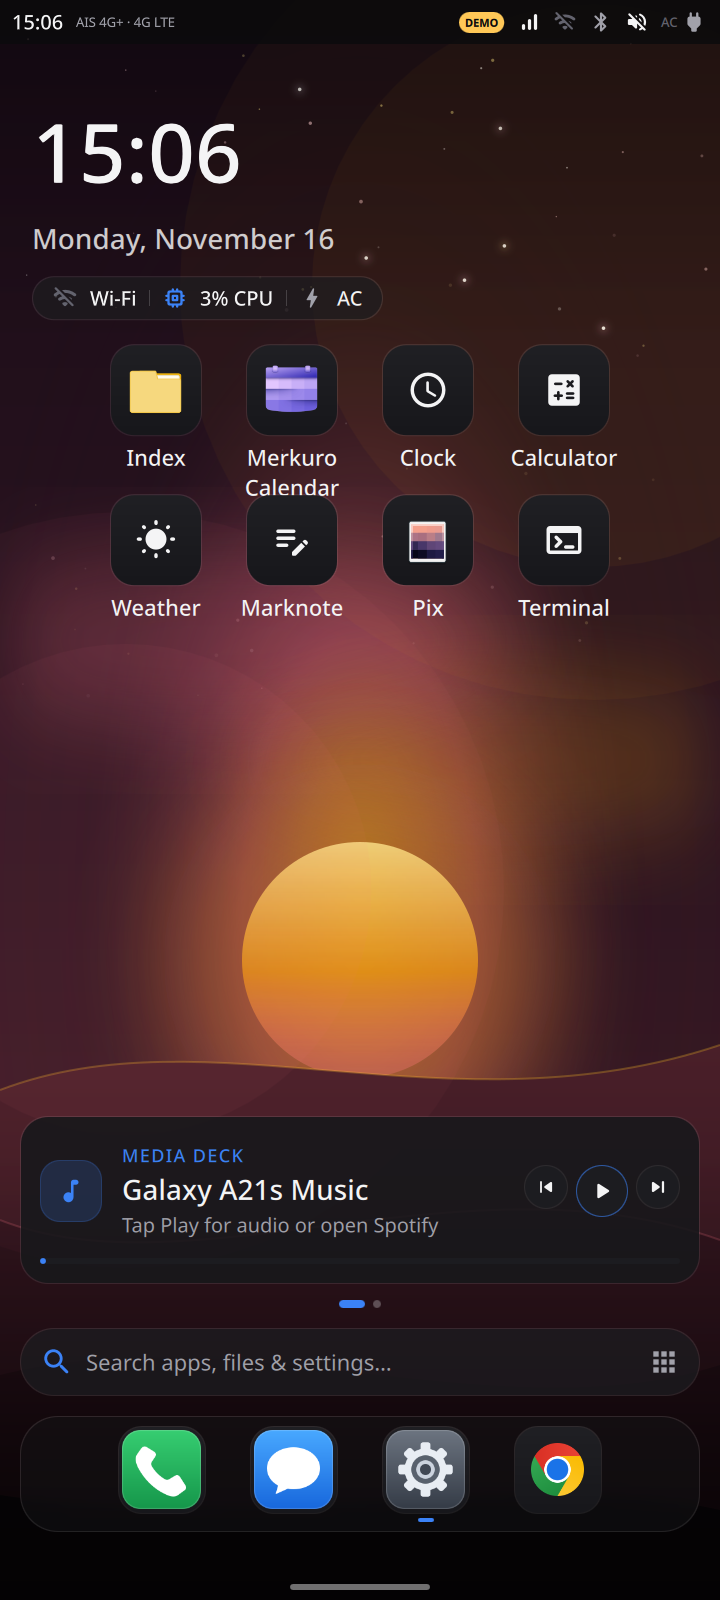 15:06 AIS 4G+ · 4G LTE DEMO AC
15:06
Monday, November 16
Wi-Fi 3% CPU AC
Index Merkuro Calendar Clock Calculator
Weather Marknote Pix Terminal
MEDIA DECK
Galaxy A21s Music
Tap Play for audio or open Spotify
Search apps, files & settings...